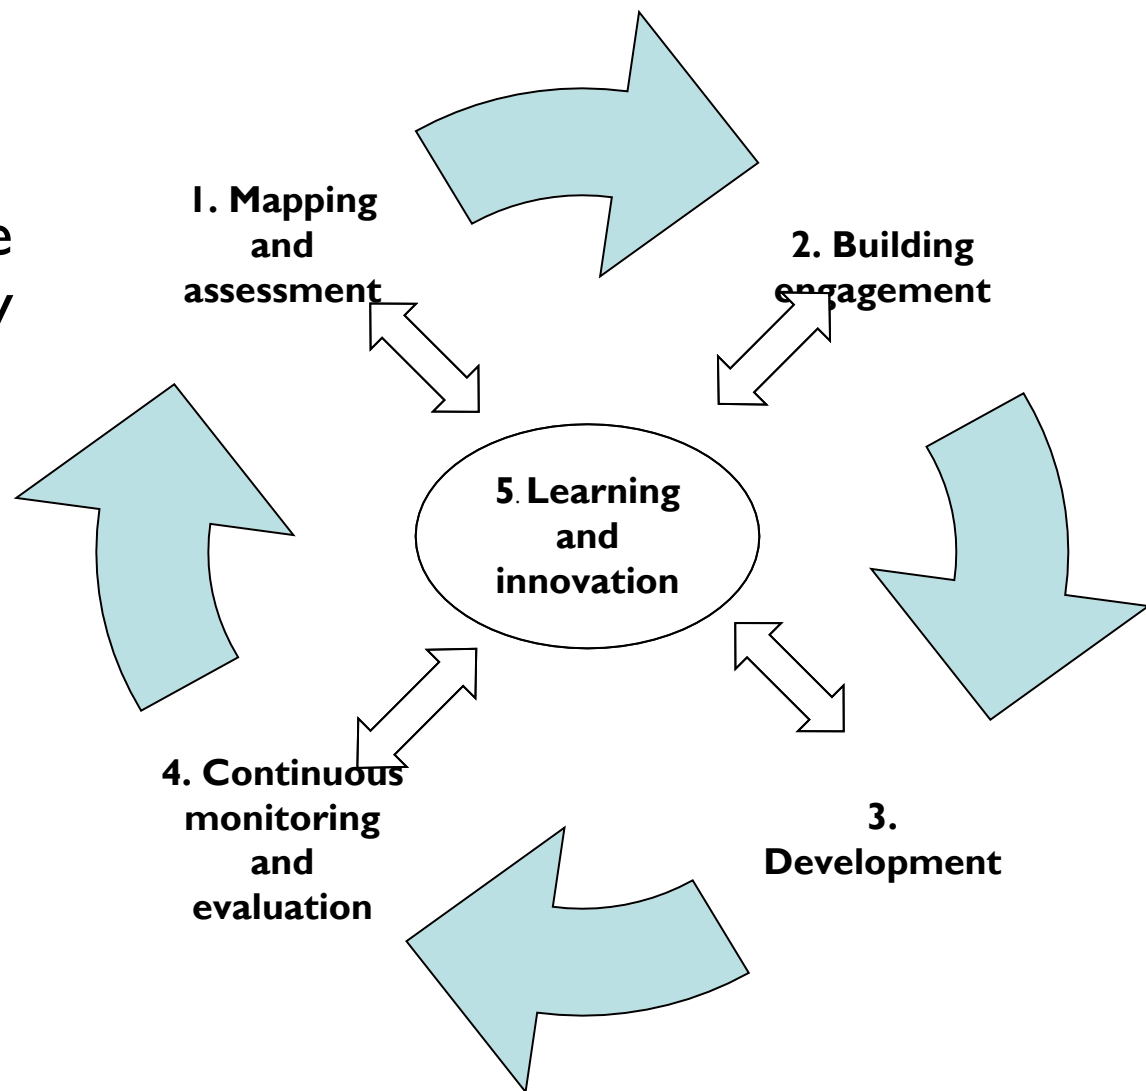 1. Mapping
and
assessment
2. Building
engagement
5. Learning
and
innovation
4. Continuous
monitoring
and
evaluation
3.
Development